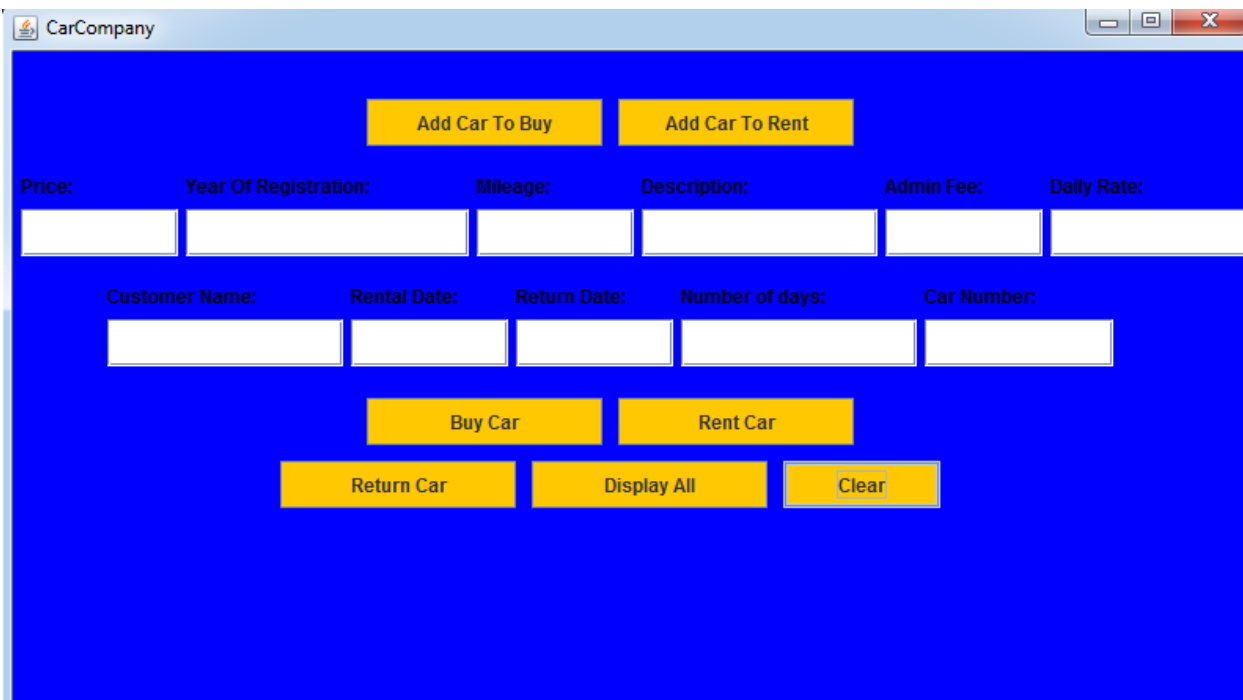 CarCompany
Add Car To Buy Add Car To Rent
Price: Year Of Registration: Mileage: Description: Admin Fee: Daily Rate:
Customer Name: Rental Date: Return Date: Number of days: Car Number:
Buy Car Rent Car
Return Car Display All Clear